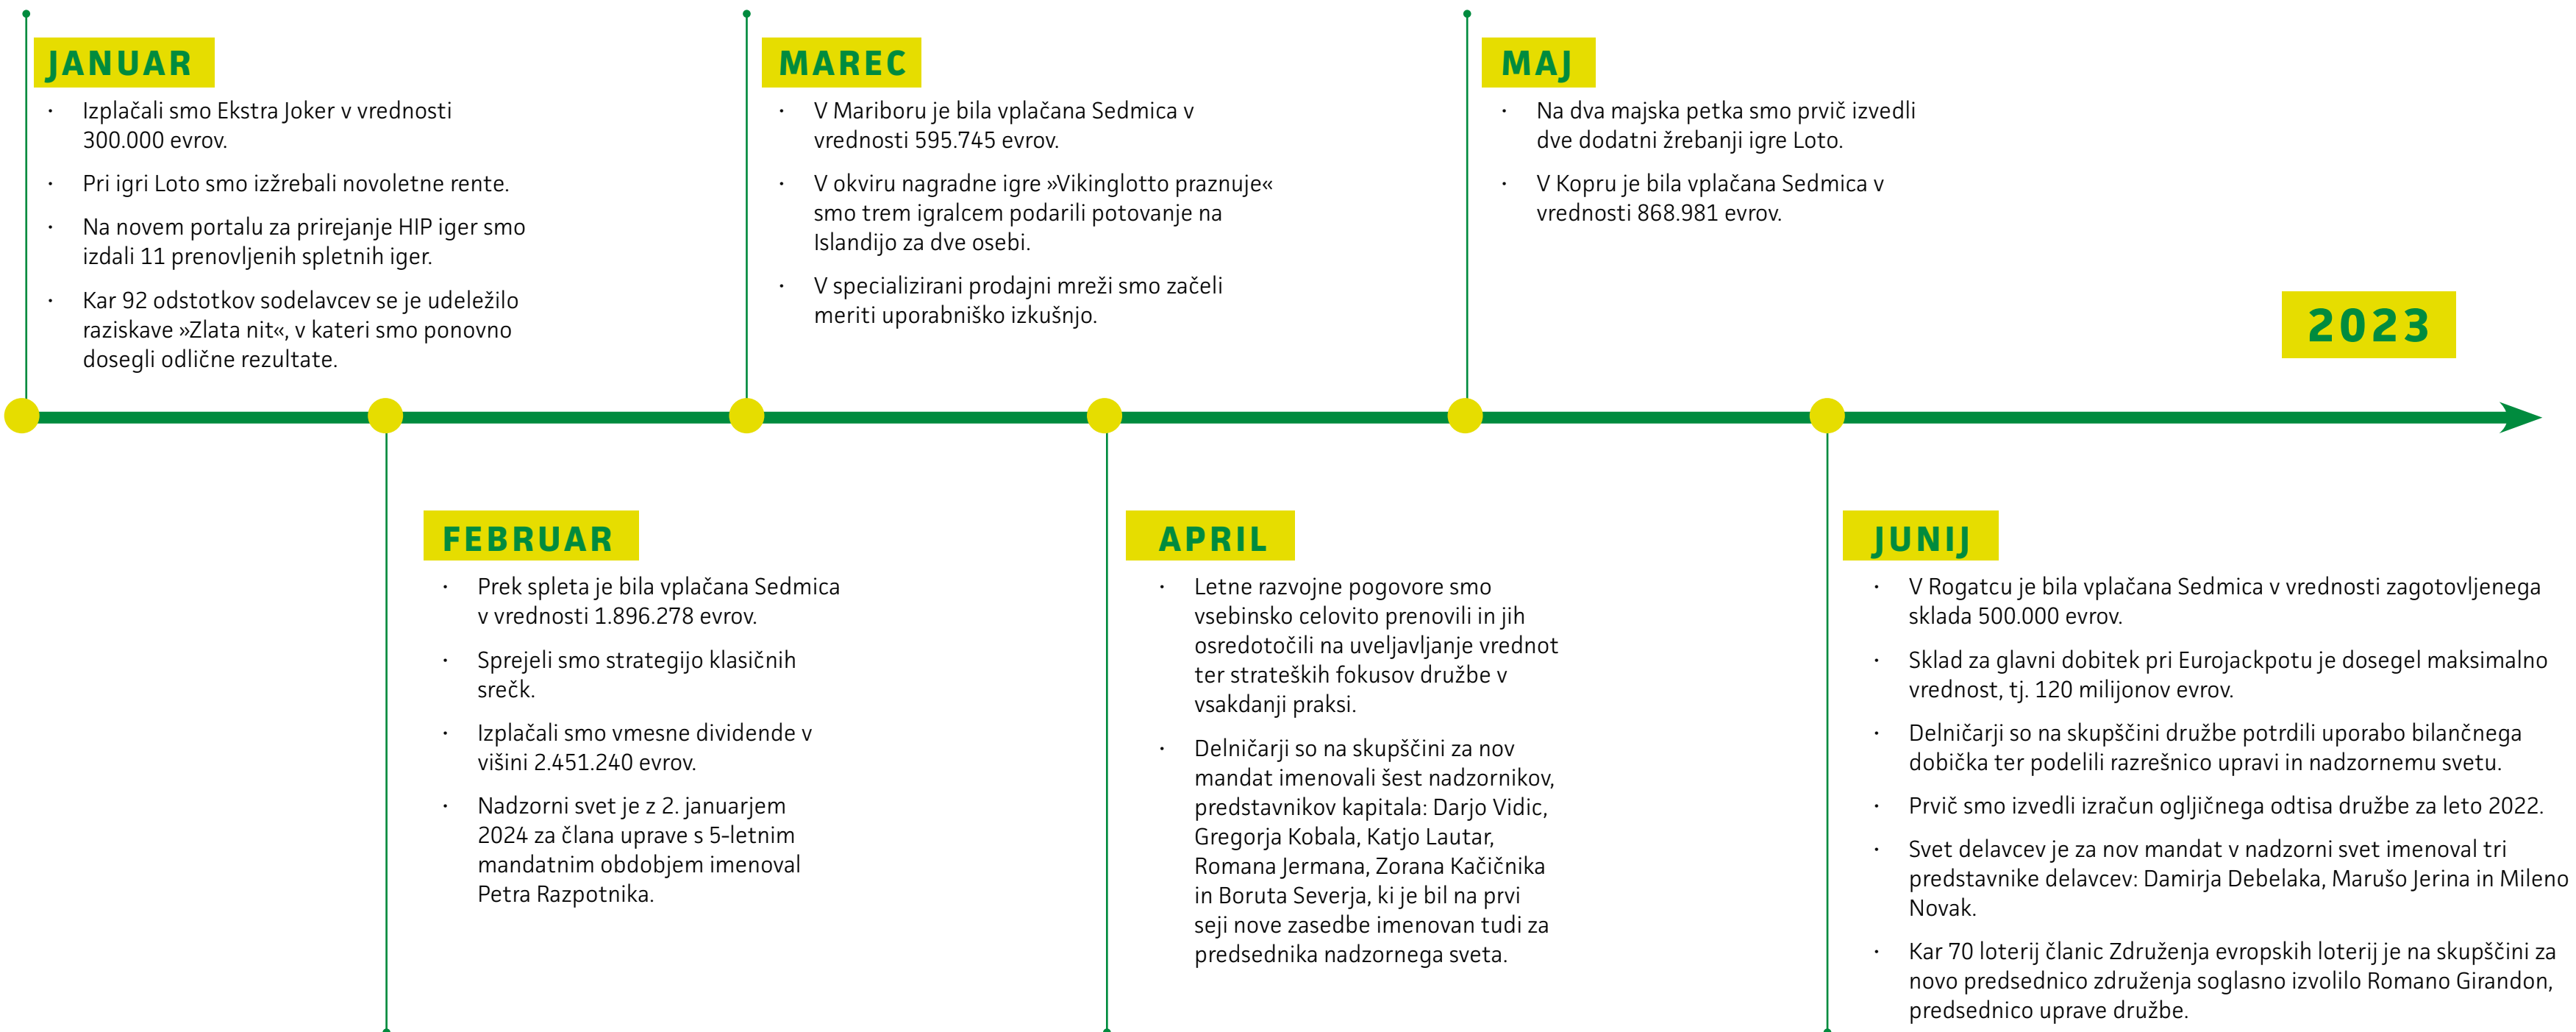 JANUAR
· Izplačali smo Ekstra Joker v vrednosti
300.000 evrov.
· Pri igri Loto smo izžrebali novoletne rente.
· Na novem portalu za prirejanje HIP iger smo
izdali 11 prenovljenih spletnih iger.
· Kar 92 odstotkov sodelavcev se je udeležilo
raziskave »Zlata nit«, v kateri smo ponovno
dosegli odlične rezultate.
MAREC
· V Mariboru je bila vplačana Sedmica v
vrednosti 595.745 evrov.
· V okviru nagradne igre »Vikinglotto praznuje«
smo trem igralcem podarili potovanje na
Islandijo za dve osebi.
· V specializirani prodajni mreži smo začeli
meriti uporabniško izkušnjo.
MAJ
· Na dva majska petka smo prvič izvedli
dve dodatni žrebanji igre Loto.
· V Kopru je bila vplačana Sedmica v
vrednosti 868.981 evrov.
2023
FEBRUAR
· Prek spleta je bila vplačana Sedmica
v vrednosti 1.896.278 evrov.
· Sprejeli smo strategijo klasičnih
srečk.
· Izplačali smo vmesne dividende v
višini 2.451.240 evrov.
· Nadzorni svet je z 2. januarjem
2024 za člana uprave s 5-letnim
mandatnim obdobjem imenoval
Petra Razpotnika.
APRIL
· Letne razvojne pogovore smo
vsebinsko celovito prenovili in jih
osredotočili na uveljavljanje vrednot
ter strateških fokusov družbe v
vsakdanji praksi.
· Delničarji so na skupščini za nov
mandat imenovali šest nadzornikov,
predstavnikov kapitala: Darjo Vidic,
Gregorja Kobala, Katjo Lautar,
Romana Jermana, Zorana Kačičnika
in Boruta Severja, ki je bil na prvi
seji nove zasedbe imenovan tudi za
predsednika nadzornega sveta.
JUNIJ
· V Rogatcu je bila vplačana Sedmica v vrednosti zagotovljenega
sklada 500.000 evrov.
· Sklad za glavni dobitek pri Eurojackpotu je dosegel maksimalno
vrednost, tj. 120 milijonov evrov.
· Delničarji so na skupščini družbe potrdili uporabo bilančnega
dobička ter podelili razrešnico upravi in nadzornemu svetu.
· Prvič smo izvedli izračun ogljičnega odtisa družbe za leto 2022.
· Svet delavcev je za nov mandat v nadzorni svet imenoval tri
predstavnike delavcev: Damirja Debelaka, Marušo Jerina in Mileno
Novak.
· Kar 70 loterij članic Združenja evropskih loterij je na skupščini za
novo predsednico združenja soglasno izvolilo Romano Girandon,
predsednico uprave družbe.